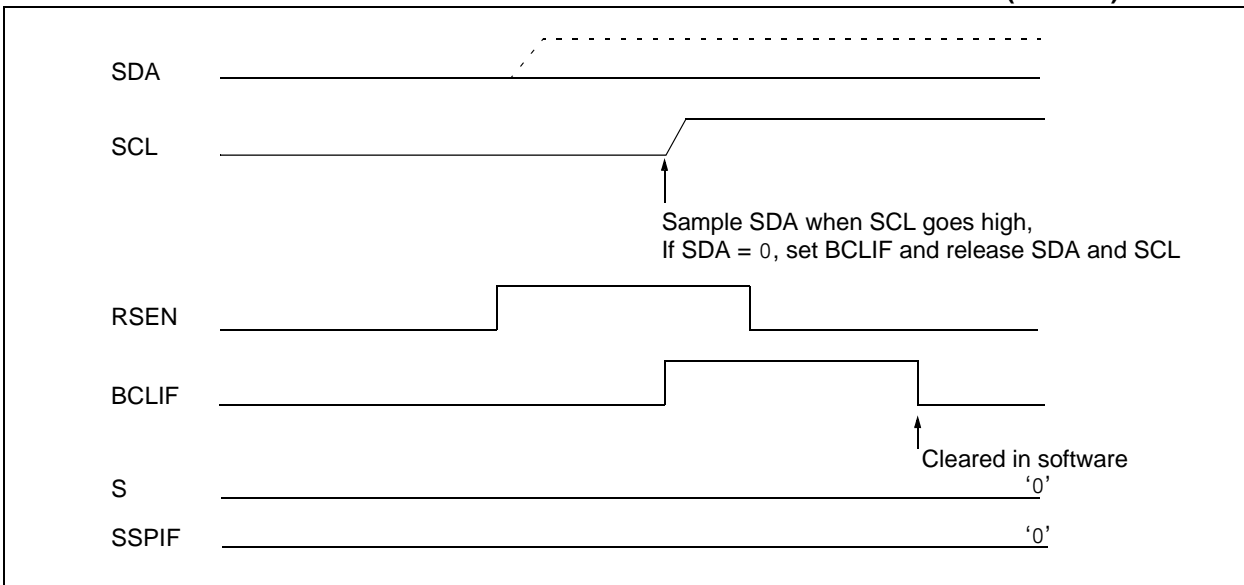 SDA
SCL
Sample SDA when SCL goes high,
If SDA = 0, set BCLIF and release SDA and SCL
RSEN
BCLIF
Cleared in software
S
‘0’
SSPIF
‘0’